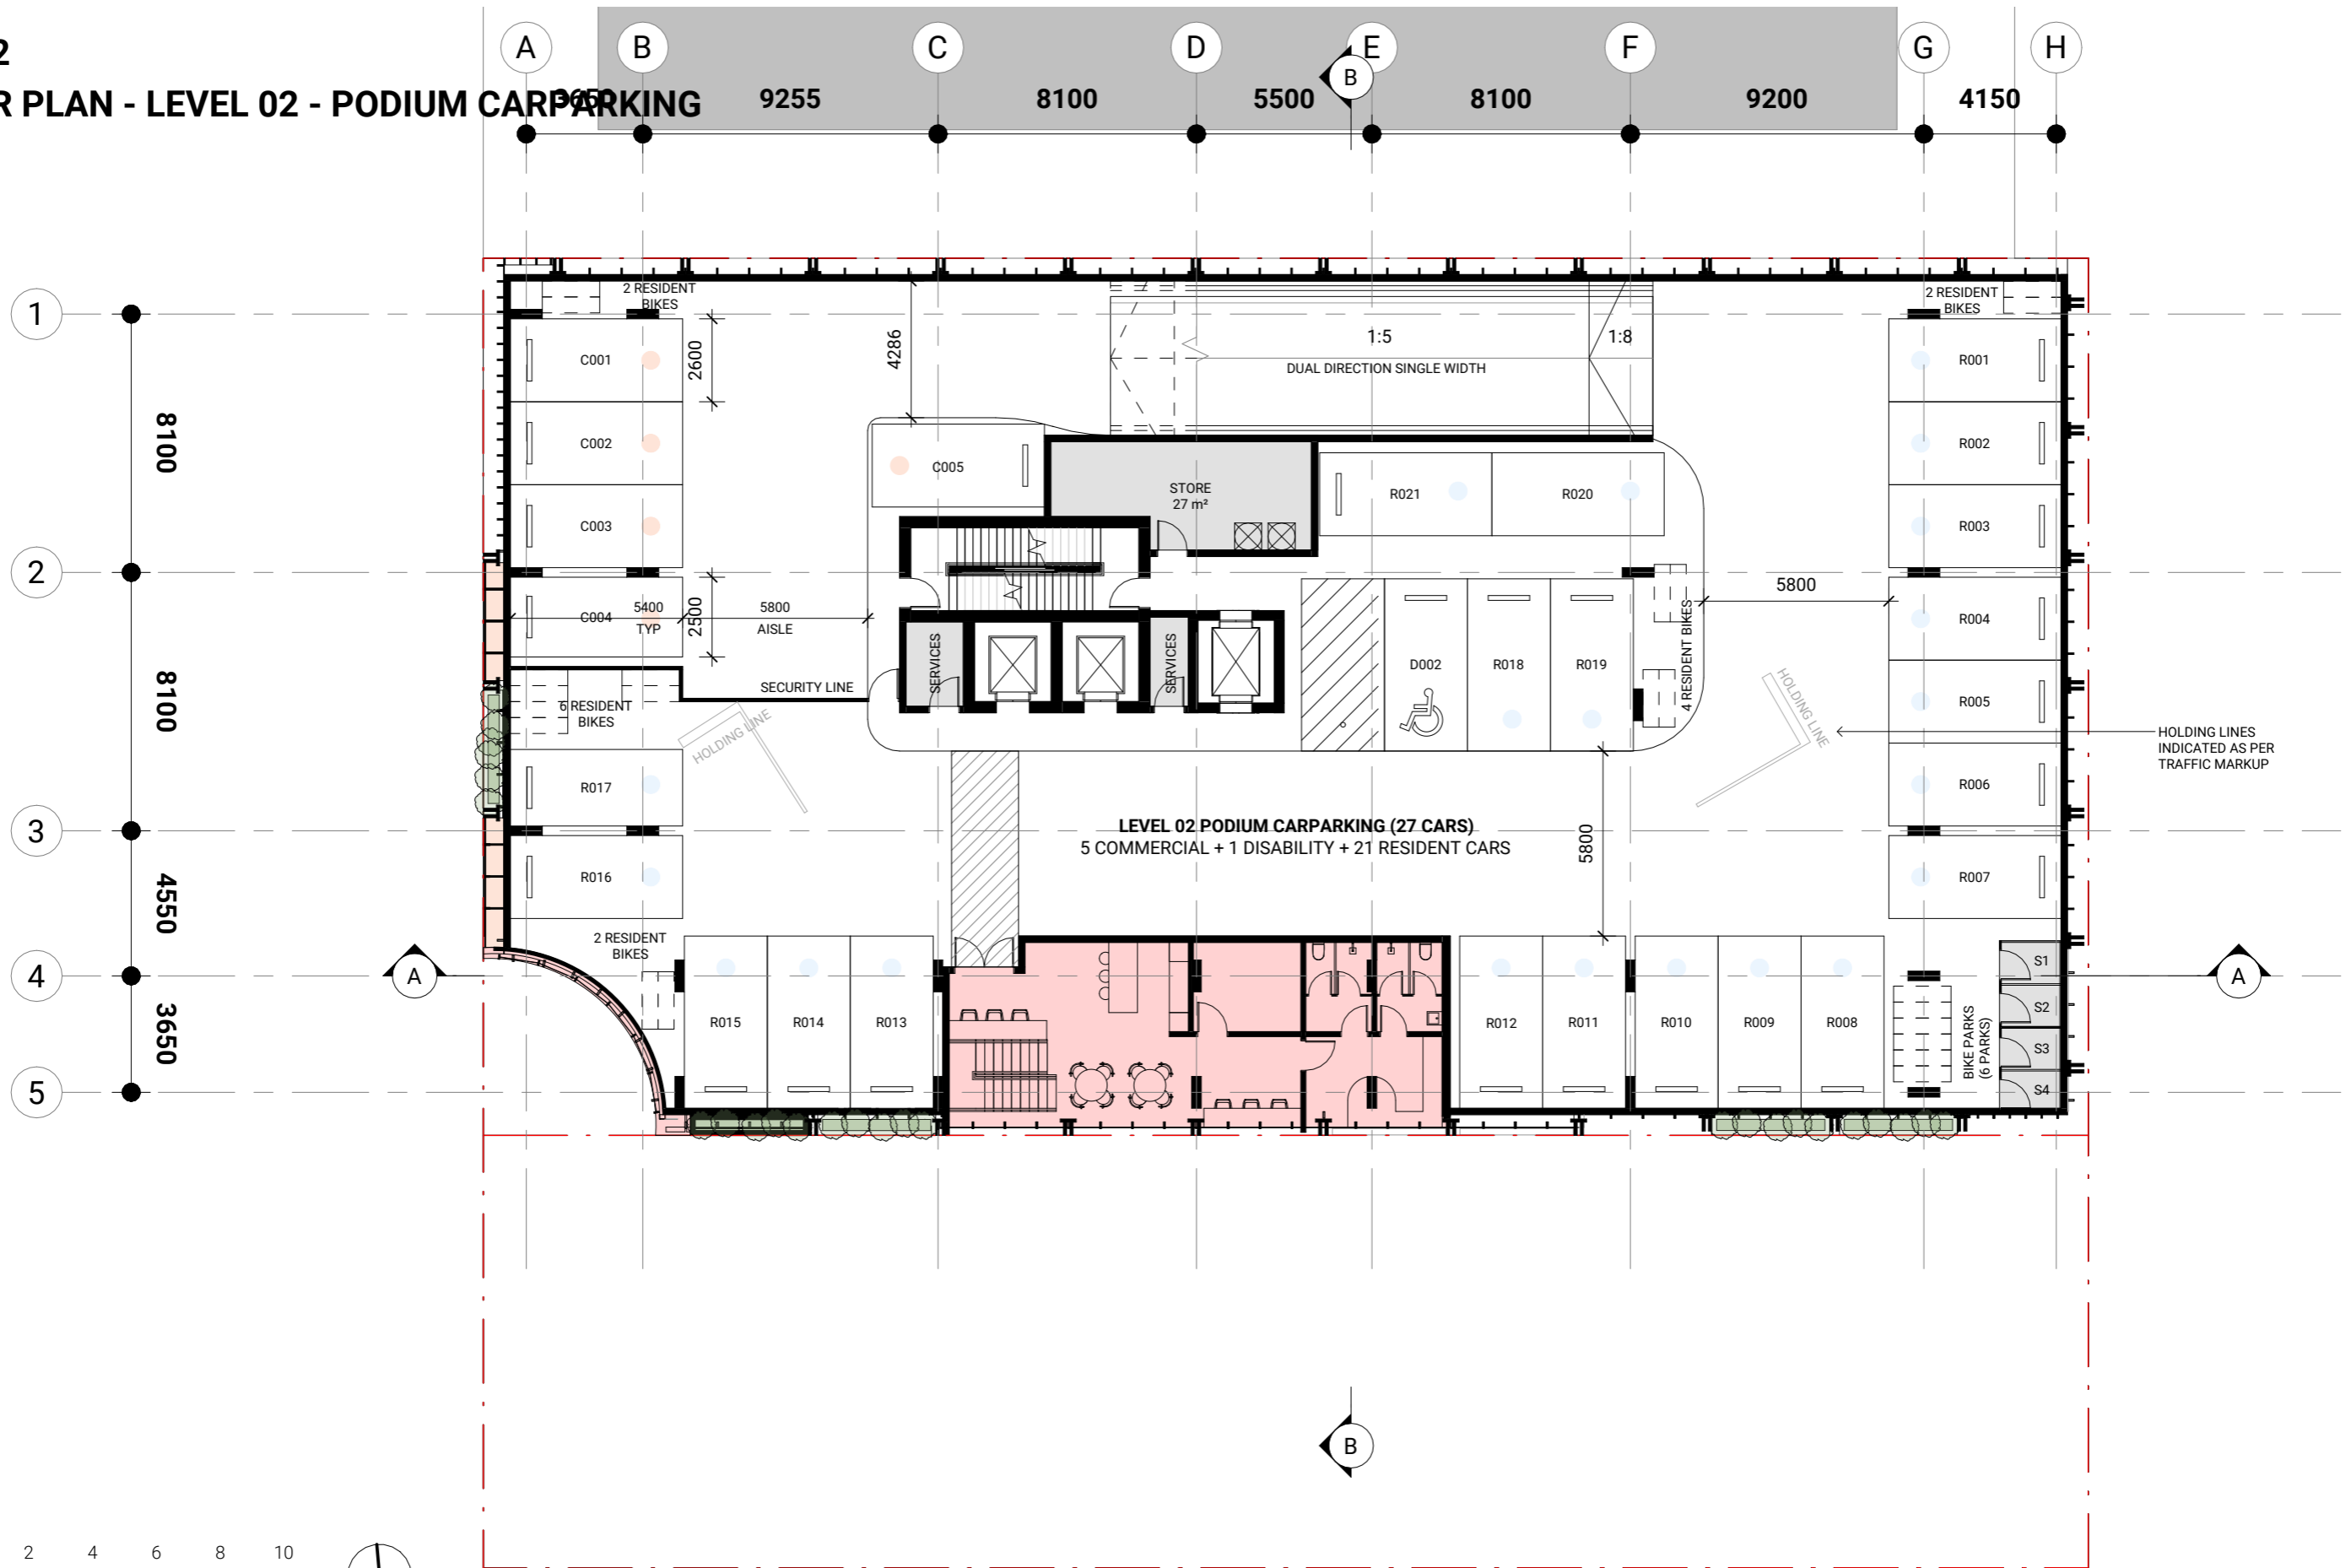 2
R PLAN - LEVEL 02 - PODIUM CARPARKING
A
B
C
D
E
F
G
H
B
3650
9255
8100
5500
8100
9200
4150
1
2
3
4
5
8100
8100
4550
3650
2 RESIDENT
BIKES
2 RESIDENT
BIKES
C001
2600
4286
1:5
1:8
DUAL DIRECTION SINGLE WIDTH
R001
C002
R002
C005
STORE
27 m²
R021
R020
C003
R003
C004
5400
TYP
2500
5800
AISLE
5800
R004
SERVICES
SERVICES
D002
R018
R019
4 RESIDENT BIKES
SECURITY LINE
6 RESIDENT
BIKES
HOLDING LINE
HOLDING LINE
R005
HOLDING LINES
INDICATED AS PER
TRAFFIC MARKUP
R017
R006
LEVEL 02 PODIUM CARPARKING (27 CARS)
5 COMMERCIAL + 1 DISABILITY + 21 RESIDENT CARS
5800
R016
R007
2 RESIDENT
BIKES
A
A
S1
S2
S3
S4
R015
R014
R013
R012
R011
R010
R009
R008
BIKE PARKS
(6 PARKS)
B
2
4
6
8
10